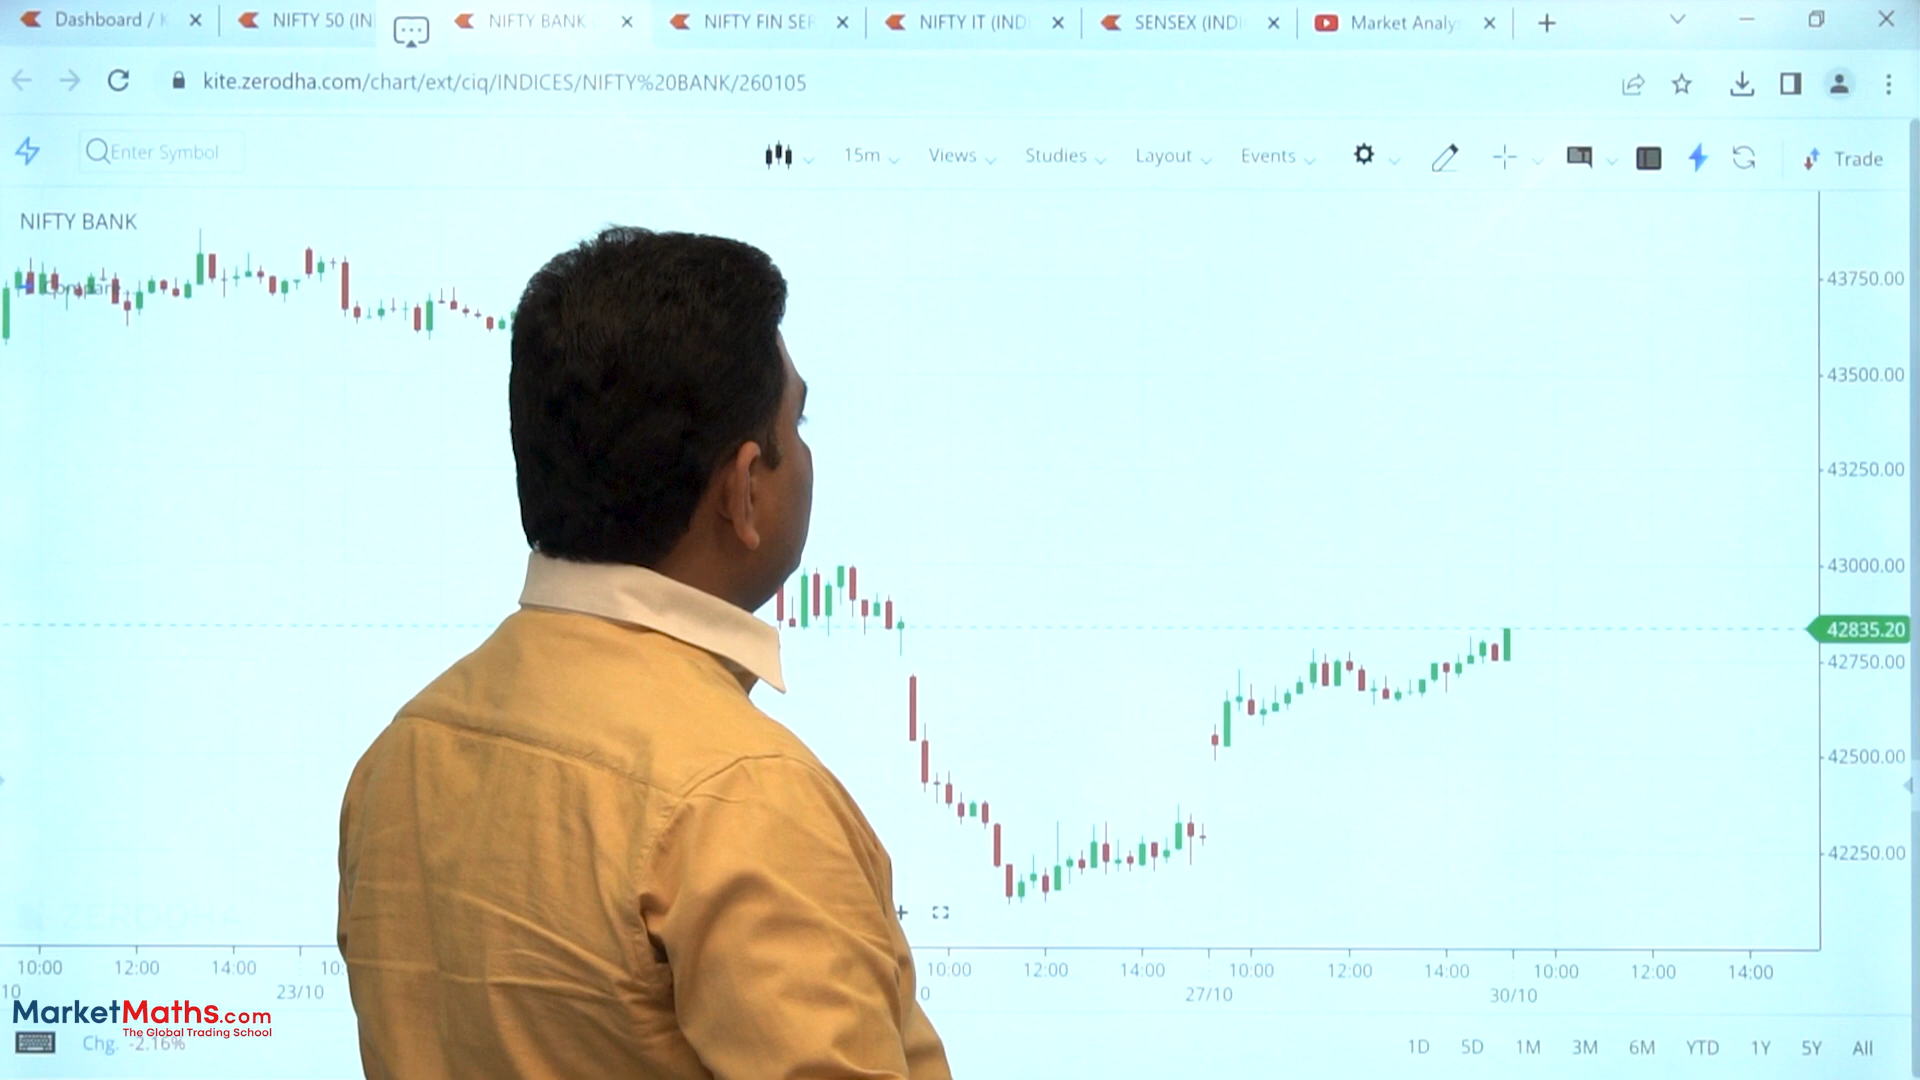 Dashboard / K
NIFTY 50 (IN
NIFTY BANK
NIFTY FIN SER
NIFTY IT (IND
SENSEX (INDI
Market Analy
kite.zerodha.com/chart/ext/ciq/INDICES/NIFTY%20BANK/260105
Enter Symbol
15m
Views
Studies
Layout
Events
Trade
NIFTY BANK
Compare...
43750.00
43500.00
43250.00
43000.00
42835.20
42750.00
42500.00
42250.00
ZERODHA
10:00 12:00 14:00 10: 10:00 12:00 14:00 10:00 12:00 14:00 10:00 12:00 14:00
10 23/10 0 27/10 30/10
MarketMaths.com
The Global Trading School
Chg. -2.16%
1D 5D 1M 3M 6M YTD 1Y 5Y All